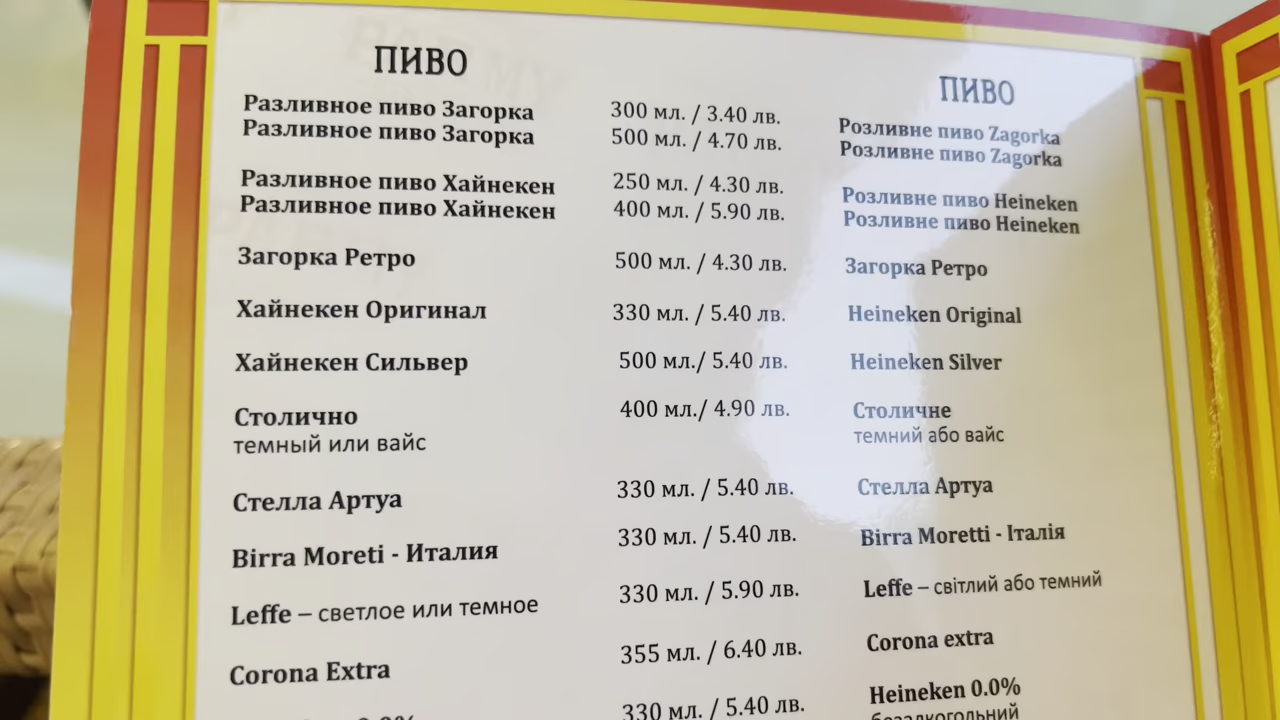 ПИВО
Разливное пиво Загорка 300 мл. / 3.40 лв.
Разливное пиво Загорка 500 мл. / 4.70 лв.
Разливное пиво Хайнекен 250 мл. / 4.30 лв.
Разливное пиво Хайнекен 400 мл. / 5.90 лв.
Загорка Ретро 500 мл. / 4.30 лв.
Хайнекен Оригинал 330 мл. / 5.40 лв.
Хайнекен Сильвер 500 мл./ 5.40 лв.
Столично 400 мл./ 4.90 лв.
темный или вайс
Стелла Артуа 330 мл. / 5.40 лв.
Birra Moreti - Италия 330 мл. / 5.40 лв.
Leffe – светлое или темное 330 мл. / 5.90 лв.
Corona Extra 355 мл. / 6.40 лв.
330 мл. / 5.40 лв.
ПИВО
Розливне пиво Zagorka
Розливне пиво Zagorka
Розливне пиво Heineken
Розливне пиво Heineken
Загорка Ретро
Heineken Original
Heineken Silver
Столичне
темний або вайс
Стелла Артуа
Birra Moretti - Італія
Leffe – світлий або темний
Corona extra
Heineken 0.0%
безалкогольний